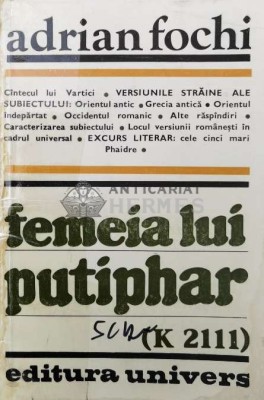 adrian fochi
Cîntecul lui Vartici • VERSIUNILE STRĂINE ALE
SUBIECTULUI: Orientul antic • Grecia antică • Orientul
îndepărtat • Occidentul romanic • Alte răspîndiri •
Caracterizarea subiectului • Locul versiunii românești în
cadrul universal • EXCURS LITERAR: cele cinci mari
Phaidre •
ANTICARIAT
HERMES
femeia lui
putiphar
(K 2111)
editura univers